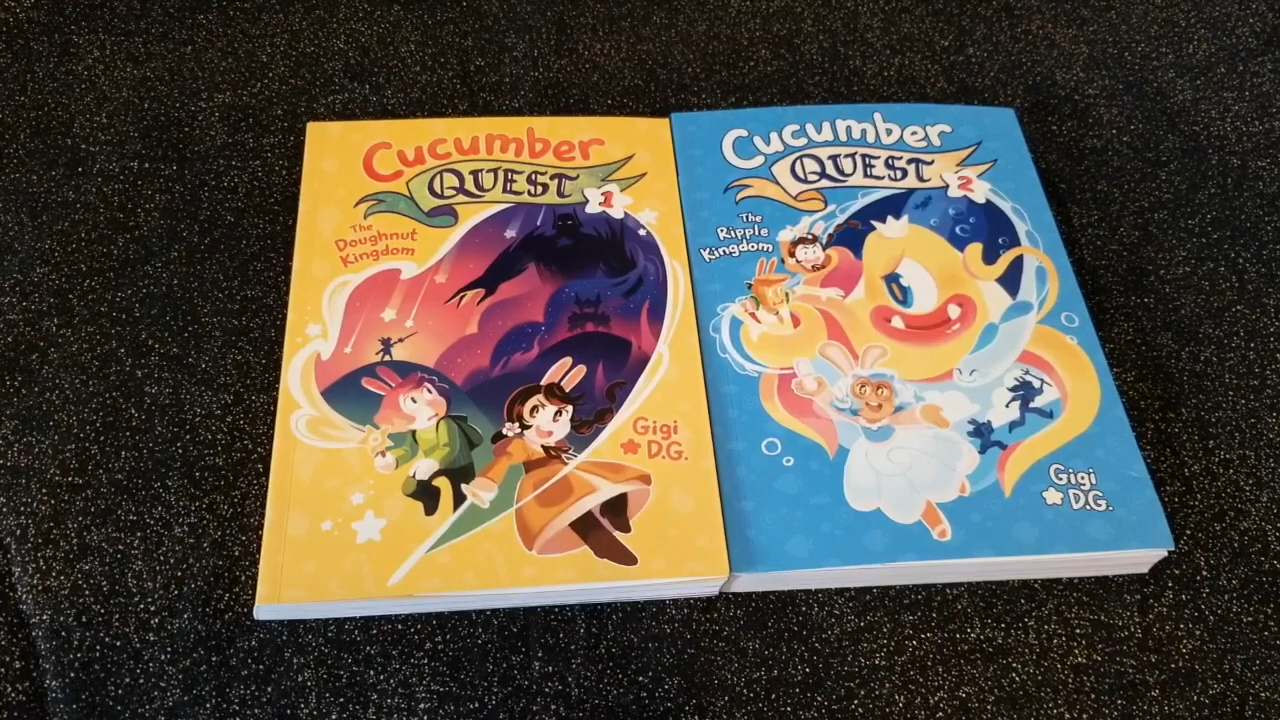 Cucumber
QUEST
1
The
Doughnut
Kingdom
Gigi
D.G.
Cucumber
QUEST
2
The
Ripple
Kingdom
Gigi
D.G.